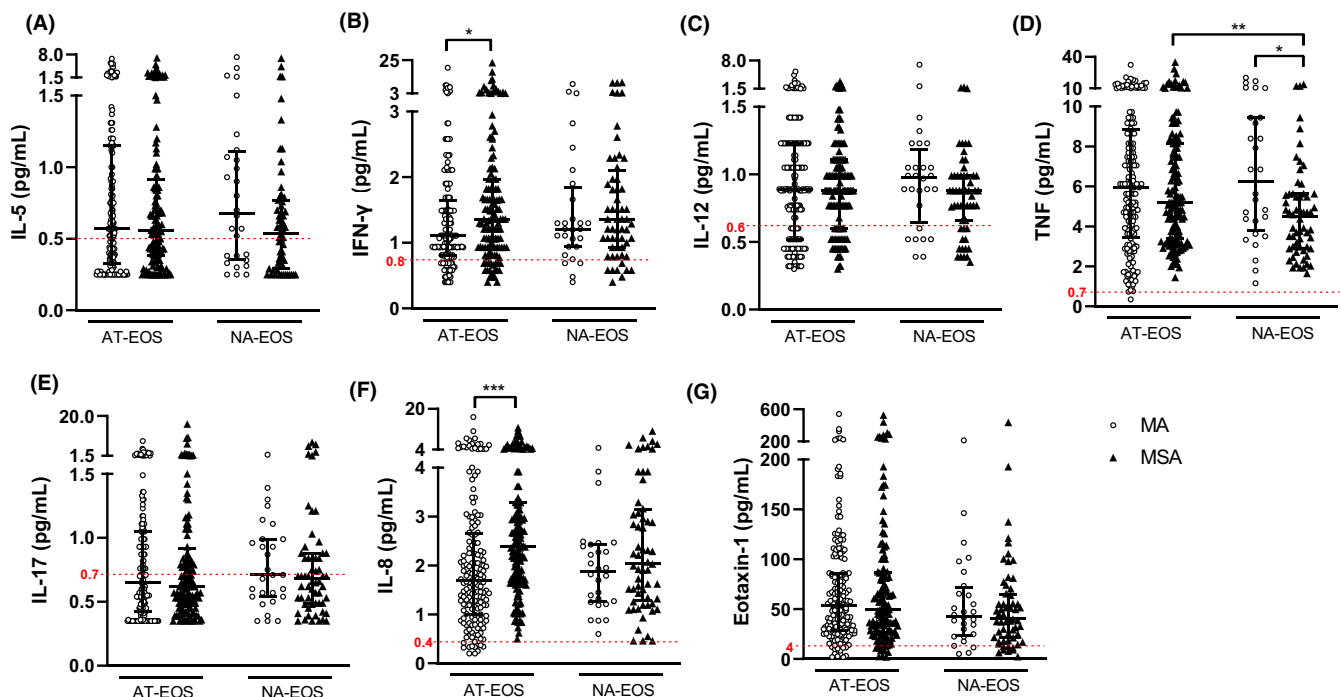 (A)
8.0
1.5
1.5
1.0
0.5
0.0
IL-5 (pg/mL)
AT-EOS NA-EOS
(B)
*
25
3
3
2
1
0.8
0
IFN-γ (pg/mL)
AT-EOS NA-EOS
(C)
8.0
1.5
1.5
1.0
0.6
0.5
0.0
IL-12 (pg/mL)
AT-EOS NA-EOS
(D)
**
*
40
10
10
8
6
4
2
0.7
0
TNF (pg/mL)
AT-EOS NA-EOS
(E)
20.0
1.5
1.5
1.0
0.7
0.5
0.0
IL-17 (pg/mL)
AT-EOS NA-EOS
(F)
***
20
4
4
3
2
1
0.4
0
IL-8 (pg/mL)
AT-EOS NA-EOS
(G)
600
200
200
150
100
50
4
0
Eotaxin-1 (pg/mL)
AT-EOS NA-EOS
MA
MSA